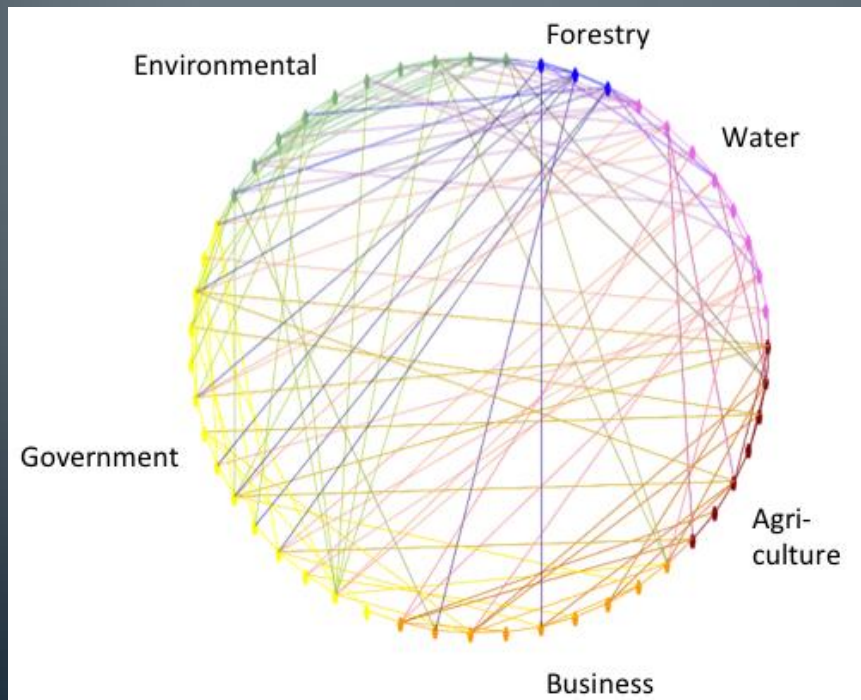 Forestry
Environmental
Water
Government
Agri-
culture
Business